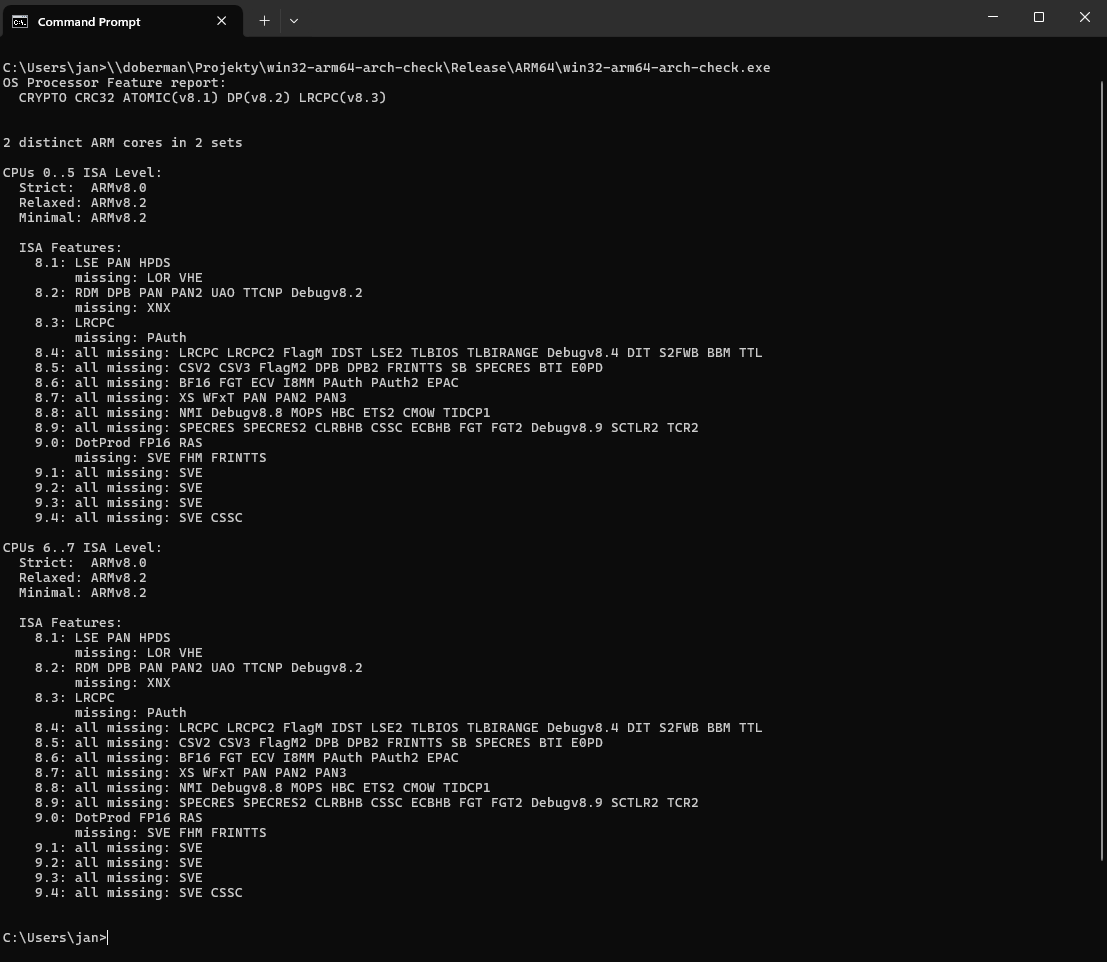 Command Prompt
C:\Users\jan>\\doberman\Projekty\win32-arm64-arch-check\Release\ARM64\win32-arm64-arch-check.exe
OS Processor Feature report:
  CRYPTO CRC32 ATOMIC(v8.1) DP(v8.2) LRCPC(v8.3)
2 distinct ARM cores in 2 sets
CPUs 0..5 ISA Level:
  Strict:  ARMv8.0
  Relaxed: ARMv8.2
  Minimal: ARMv8.2
  ISA Features:
    8.1: LSE PAN HPDS
         missing: LOR VHE
    8.2: RDM DPB PAN PAN2 UAO TTCNP Debugv8.2
         missing: XNX
    8.3: LRCPC
         missing: PAuth
    8.4: all missing: LRCPC LRCPC2 FlagM IDST LSE2 TLBIOS TLBIRANGE Debugv8.4 DIT S2FWB BBM TTL
    8.5: all missing: CSV2 CSV3 FlagM2 DPB DPB2 FRINTTS SB SPECRES BTI E0PD
    8.6: all missing: BF16 FGT ECV I8MM PAuth PAuth2 EPAC
    8.7: all missing: XS WFxT PAN PAN2 PAN3
    8.8: all missing: NMI Debugv8.8 MOPS HBC ETS2 CMOW TIDCP1
    8.9: all missing: SPECRES SPECRES2 CLRBHB CSSC ECBHB FGT FGT2 Debugv8.9 SCTLR2 TCR2
    9.0: DotProd FP16 RAS
         missing: SVE FHM FRINTTS
    9.1: all missing: SVE
    9.2: all missing: SVE
    9.3: all missing: SVE
    9.4: all missing: SVE CSSC
CPUs 6..7 ISA Level:
  Strict:  ARMv8.0
  Relaxed: ARMv8.2
  Minimal: ARMv8.2
  ISA Features:
    8.1: LSE PAN HPDS
         missing: LOR VHE
    8.2: RDM DPB PAN PAN2 UAO TTCNP Debugv8.2
         missing: XNX
    8.3: LRCPC
         missing: PAuth
    8.4: all missing: LRCPC LRCPC2 FlagM IDST LSE2 TLBIOS TLBIRANGE Debugv8.4 DIT S2FWB BBM TTL
    8.5: all missing: CSV2 CSV3 FlagM2 DPB DPB2 FRINTTS SB SPECRES BTI E0PD
    8.6: all missing: BF16 FGT ECV I8MM PAuth PAuth2 EPAC
    8.7: all missing: XS WFxT PAN PAN2 PAN3
    8.8: all missing: NMI Debugv8.8 MOPS HBC ETS2 CMOW TIDCP1
    8.9: all missing: SPECRES SPECRES2 CLRBHB CSSC ECBHB FGT FGT2 Debugv8.9 SCTLR2 TCR2
    9.0: DotProd FP16 RAS
         missing: SVE FHM FRINTTS
    9.1: all missing: SVE
    9.2: all missing: SVE
    9.3: all missing: SVE
    9.4: all missing: SVE CSSC
C:\Users\jan>